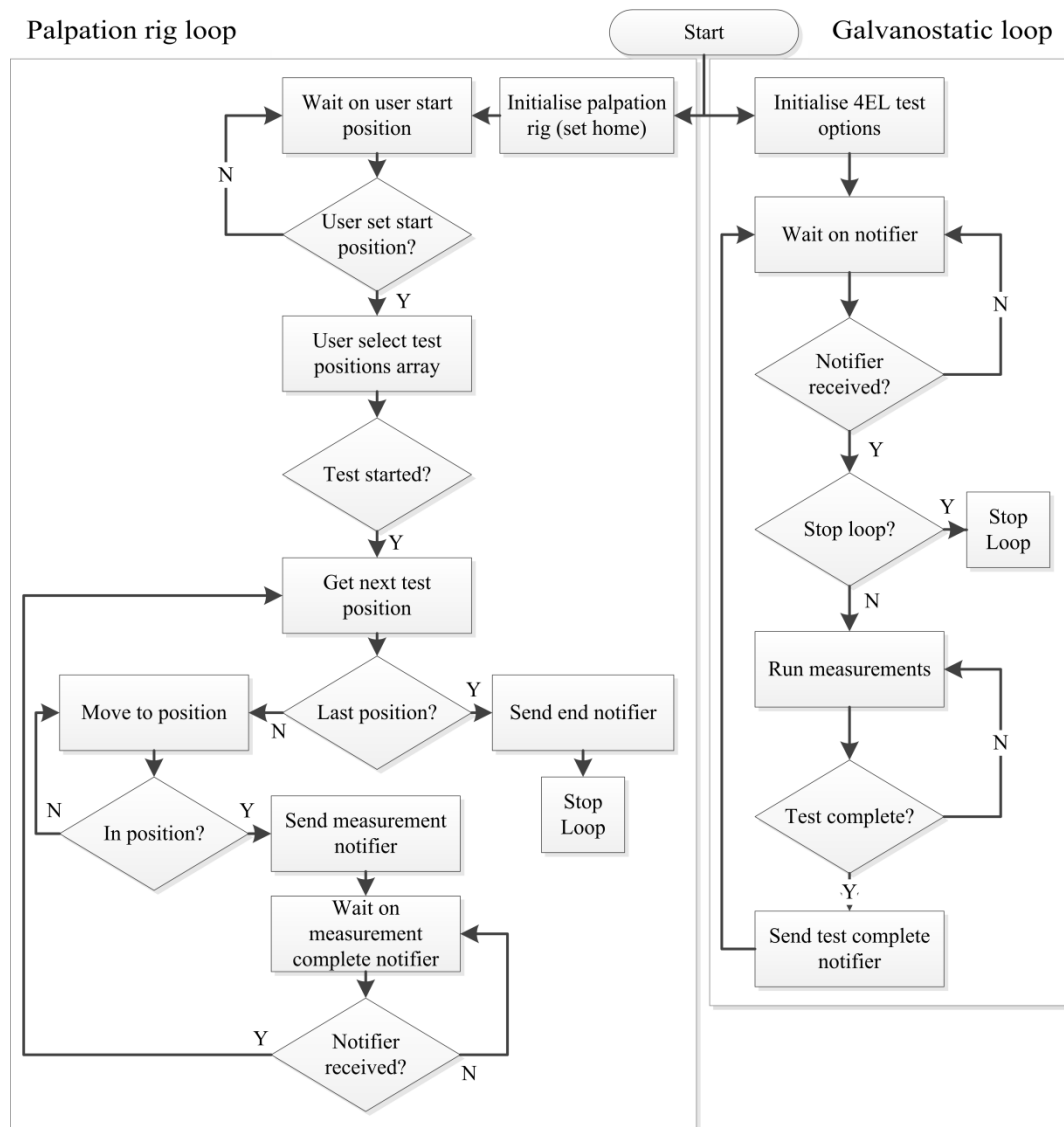 Palpation rig loop
Start
Galvanostatic loop
Wait on user start
position
Initialise palpation
rig (set home)
Initialise 4EL test
options
N
User set start
position?
Y
User select test
positions array
Test started?
Y
Get next test
position
Last position?
Y
N
Send end notifier
Stop
Loop
Move to position
In position?
N
Y
Send measurement
notifier
Wait on
measurement
complete notifier
Notifier
received?
Y
N
Wait on notifier
N
Notifier
received?
Y
Stop loop?
Y
Stop
Loop
N
Run measurements
N
Test complete?
Y
Send test complete
notifier